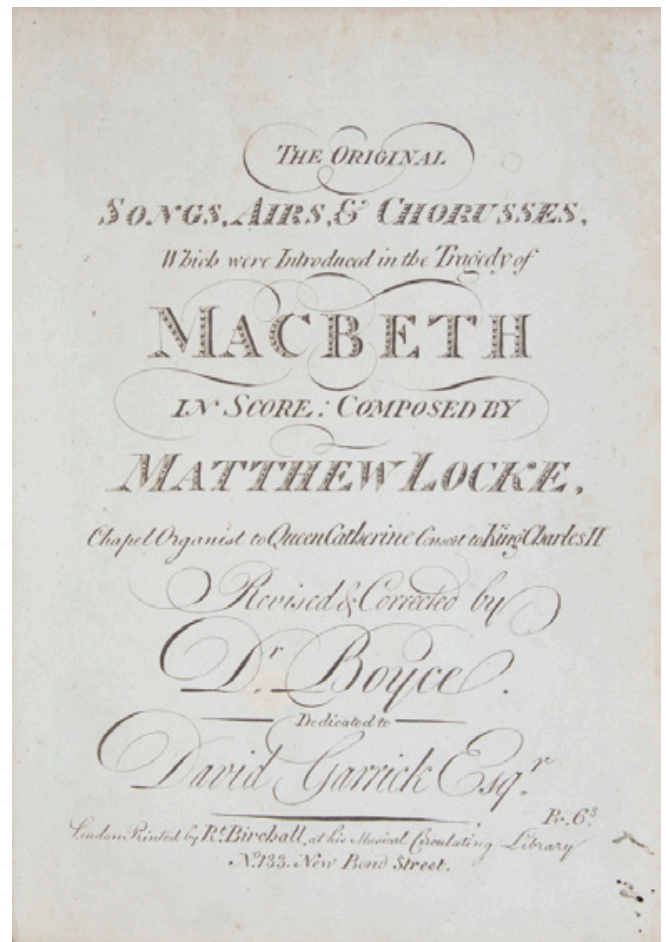 THE ORIGINAL
SONGS, AIRS, & CHORUSSES,
Which were Introduced in the Tragedy of
MACBETH
IN SCORE: COMPOSED BY
MATTHEW LOCKE,
Chapel Organist to Queen Catherine Consort to King Charles II
Revised & Corrected by
Dr. Boyce.
Dedicated to
David Garrick Esqr.
Pr. 6s.
London Printed by Rt. Birchall, at his Musical Circulating Library
No. 133. New Bond Street.